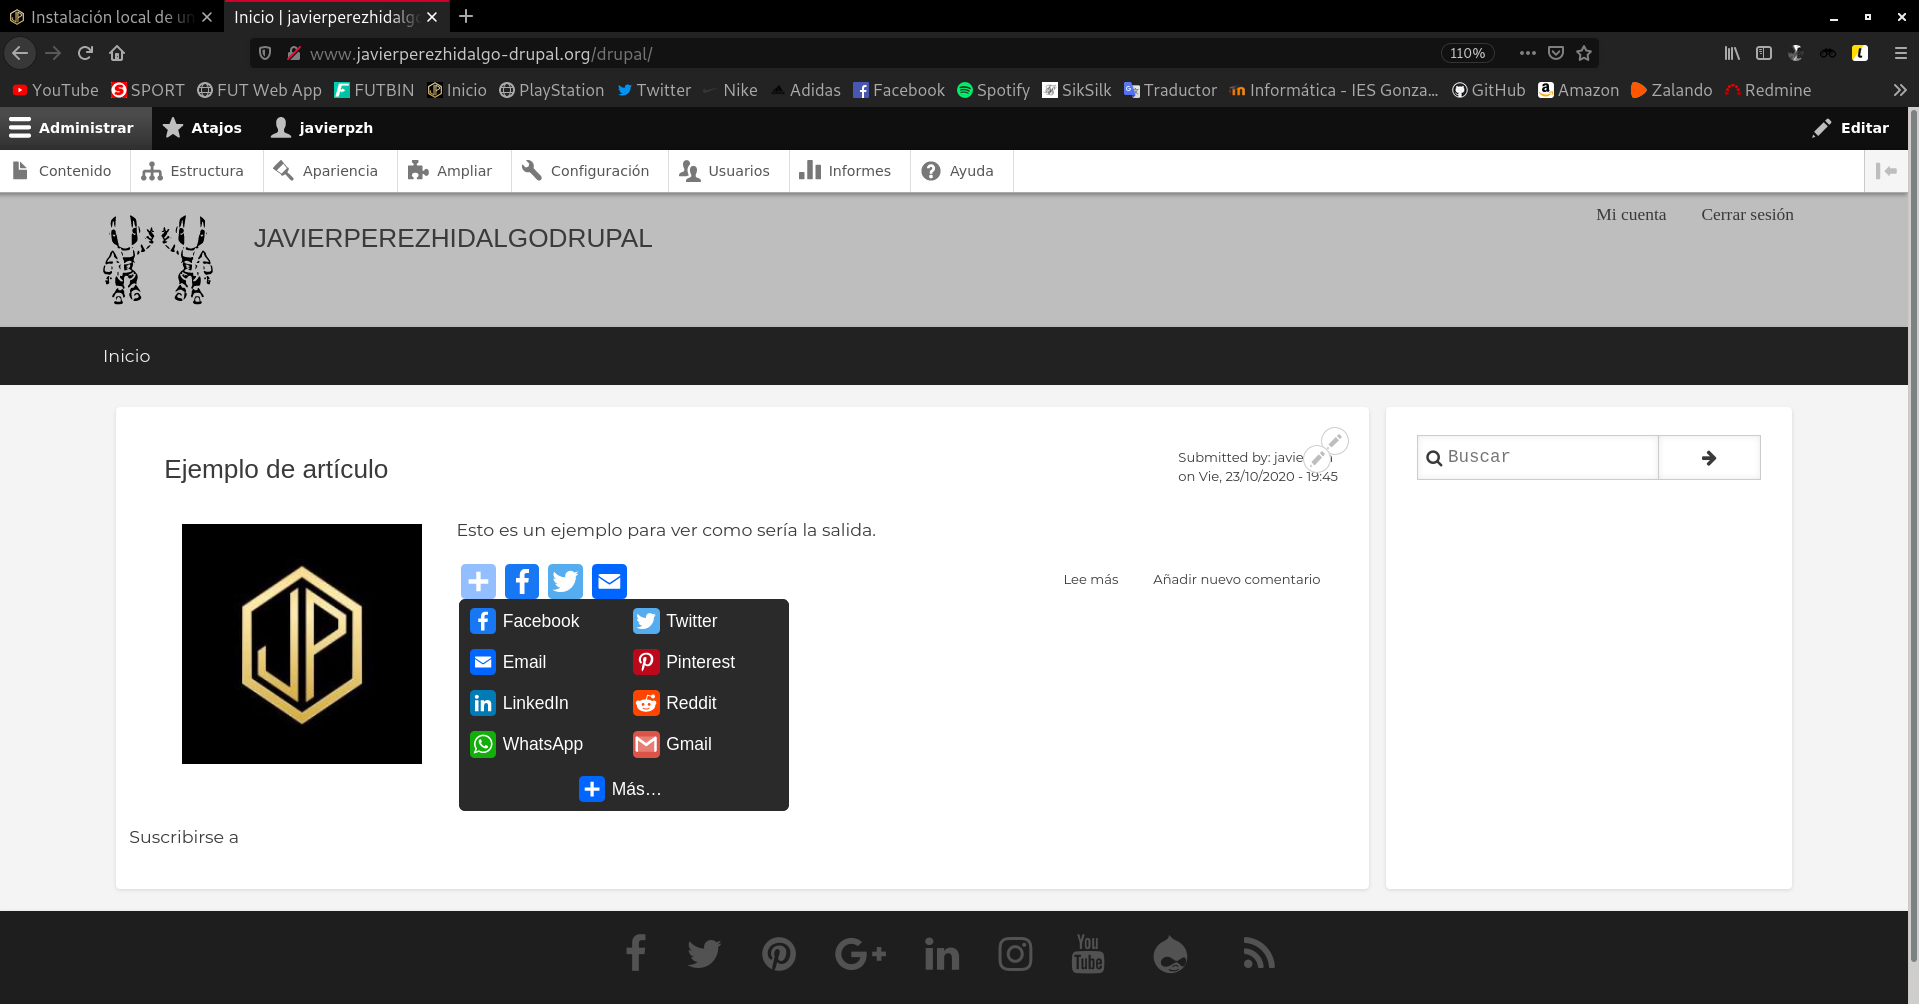 Instalación local de un
Inicio | javierperezhidalgo
www.javierperezhidalgo-drupal.org/drupal/
110%
YouTube SPORT FUT Web App FUTBIN Inicio PlayStation Twitter Nike Adidas Facebook Spotify SikSilk Traductor Informática - IES Gonza... GitHub Amazon Zalando Redmine
Administrar Atajos javierpzh Editar
Contenido Estructura Apariencia Ampliar Configuración Usuarios Informes Ayuda
Mi cuenta Cerrar sesión
JAVIERPEREZHIDALGODRUPAL
Inicio
Ejemplo de artículo
Submitted by:
on Vie, 23/10/2020 - 19:45
Buscar
JP
Esto es un ejemplo para ver como sería la salida.
Lee más Añadir nuevo comentario
Facebook Twitter
Email Pinterest
LinkedIn Reddit
WhatsApp Gmail
Más...
Suscribirse a
You
Tube